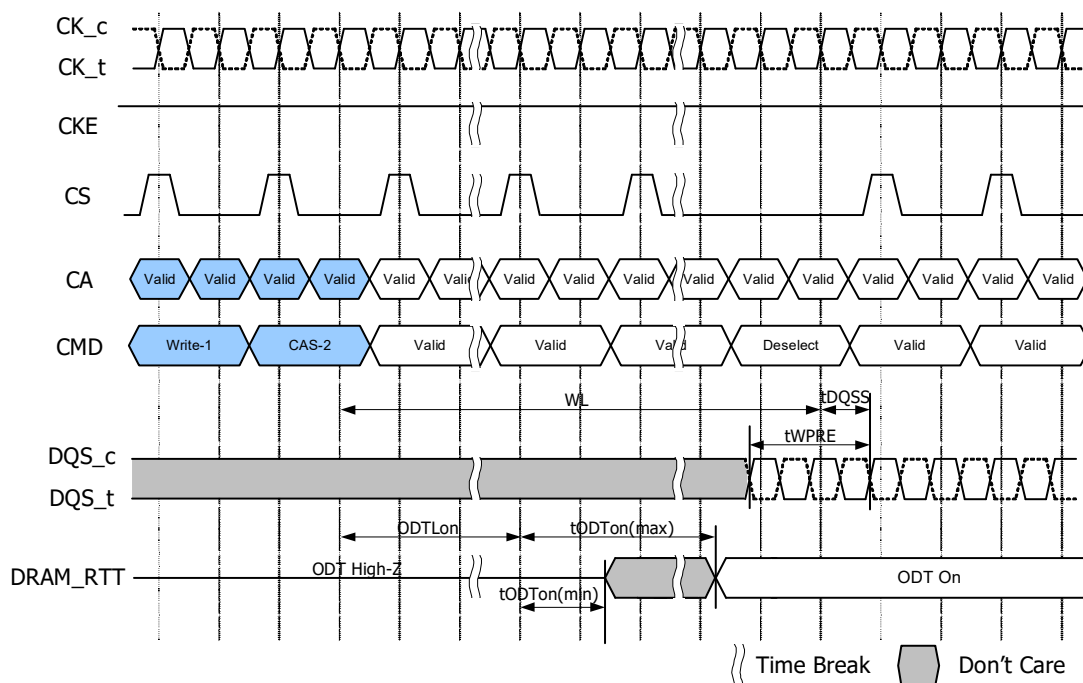 CK_c
CK_t
CKE
CS
CA Valid Valid Valid Valid Valid Valid Valid Valid Valid Valid Valid Valid Valid Valid Valid Valid
CMD Write-1 CAS-2 Valid Valid Valid Deselect Valid Valid
WL tDQSS
tWPRE
DQS_c
DQS_t
ODTLon tODTon(max)
DRAM_RTT ODT High-Z ODT On
tODTon(min)
Time Break Don't Care